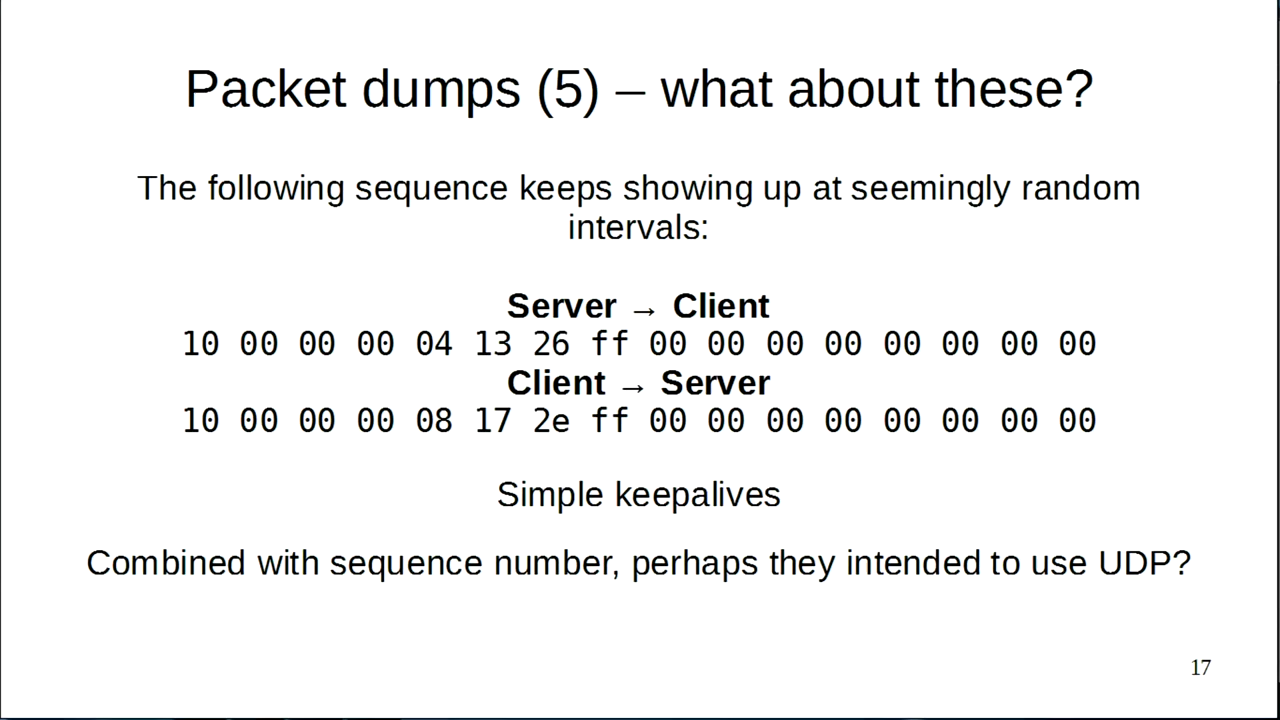 Packet dumps (5) – what about these?
The following sequence keeps showing up at seemingly random
intervals:
Server → Client
10 00 00 00 04 13 26 ff 00 00 00 00 00 00 00 00
Client → Server
10 00 00 00 08 17 2e ff 00 00 00 00 00 00 00 00
Simple keepalives
Combined with sequence number, perhaps they intended to use UDP?
17